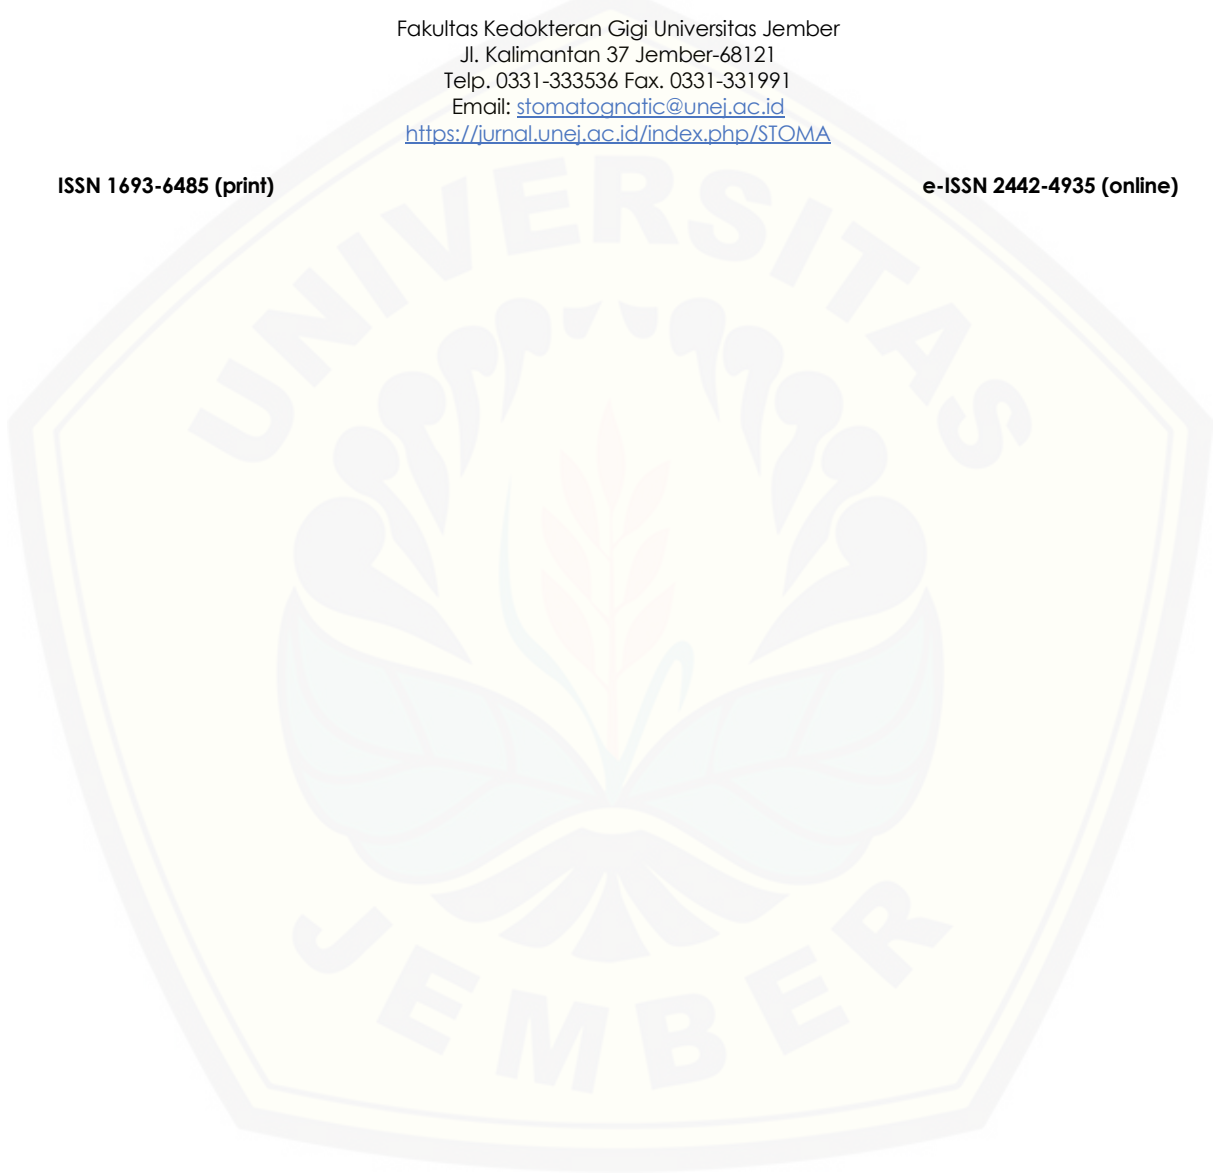 Fakultas Kedokteran Gigi Universitas Jember
Jl. Kalimantan 37 Jember-68121
Telp. 0331-333536 Fax. 0331-331991
Email: stomatognatic@unej.ac.id
https://jurnal.unej.ac.id/index.php/STOMA
ISSN 1693-6485 (print) e-ISSN 2442-4935 (online)
UNIVERSITAS
JEMBER